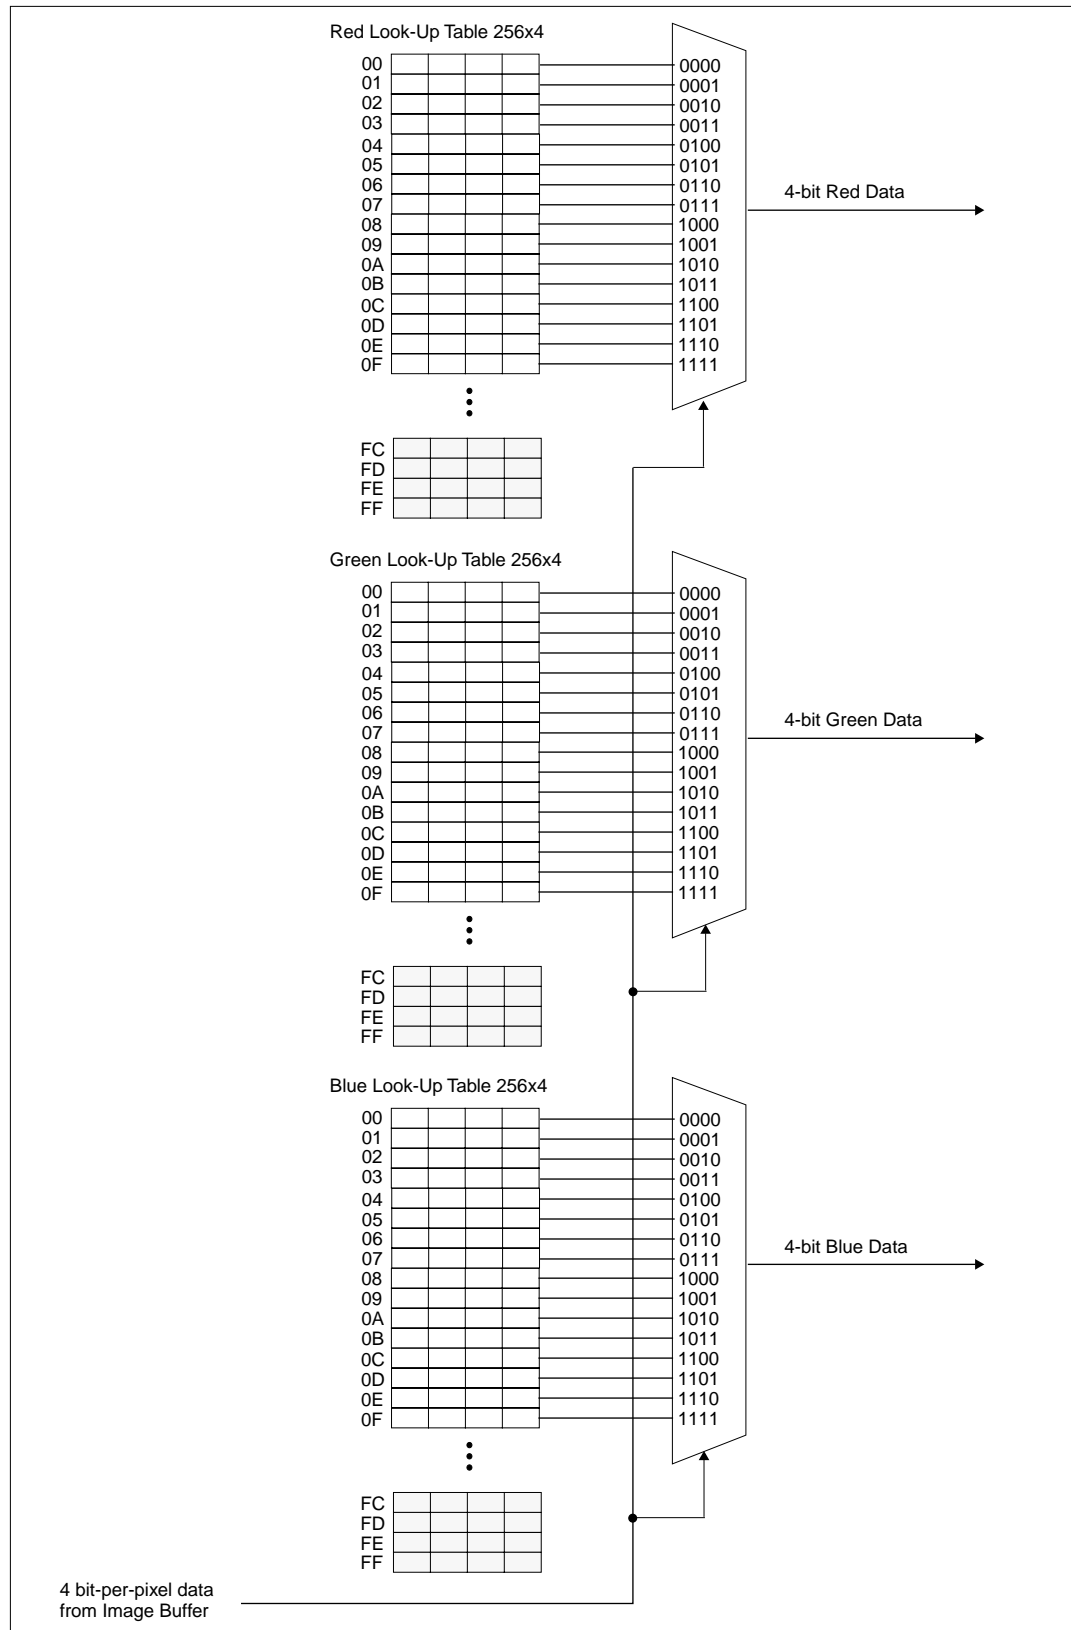 Red Look-Up Table 256x4
00 0000
01 0001
02 0010
03 0011
04 0100
05 0101
06 0110
07 0111
08 1000
09 1001
0A 1010
0B 1011
0C 1100
0D 1101
0E 1110
0F 1111
4-bit Red Data
FC
FD
FE
FF
Green Look-Up Table 256x4
00 0000
01 0001
02 0010
03 0011
04 0100
05 0101
06 0110
07 0111
08 1000
09 1001
0A 1010
0B 1011
0C 1100
0D 1101
0E 1110
0F 1111
4-bit Green Data
FC
FD
FE
FF
Blue Look-Up Table 256x4
00 0000
01 0001
02 0010
03 0011
04 0100
05 0101
06 0110
07 0111
08 1000
09 1001
0A 1010
0B 1011
0C 1100
0D 1101
0E 1110
0F 1111
4-bit Blue Data
FC
FD
FE
FF
4 bit-per-pixel data
from Image Buffer